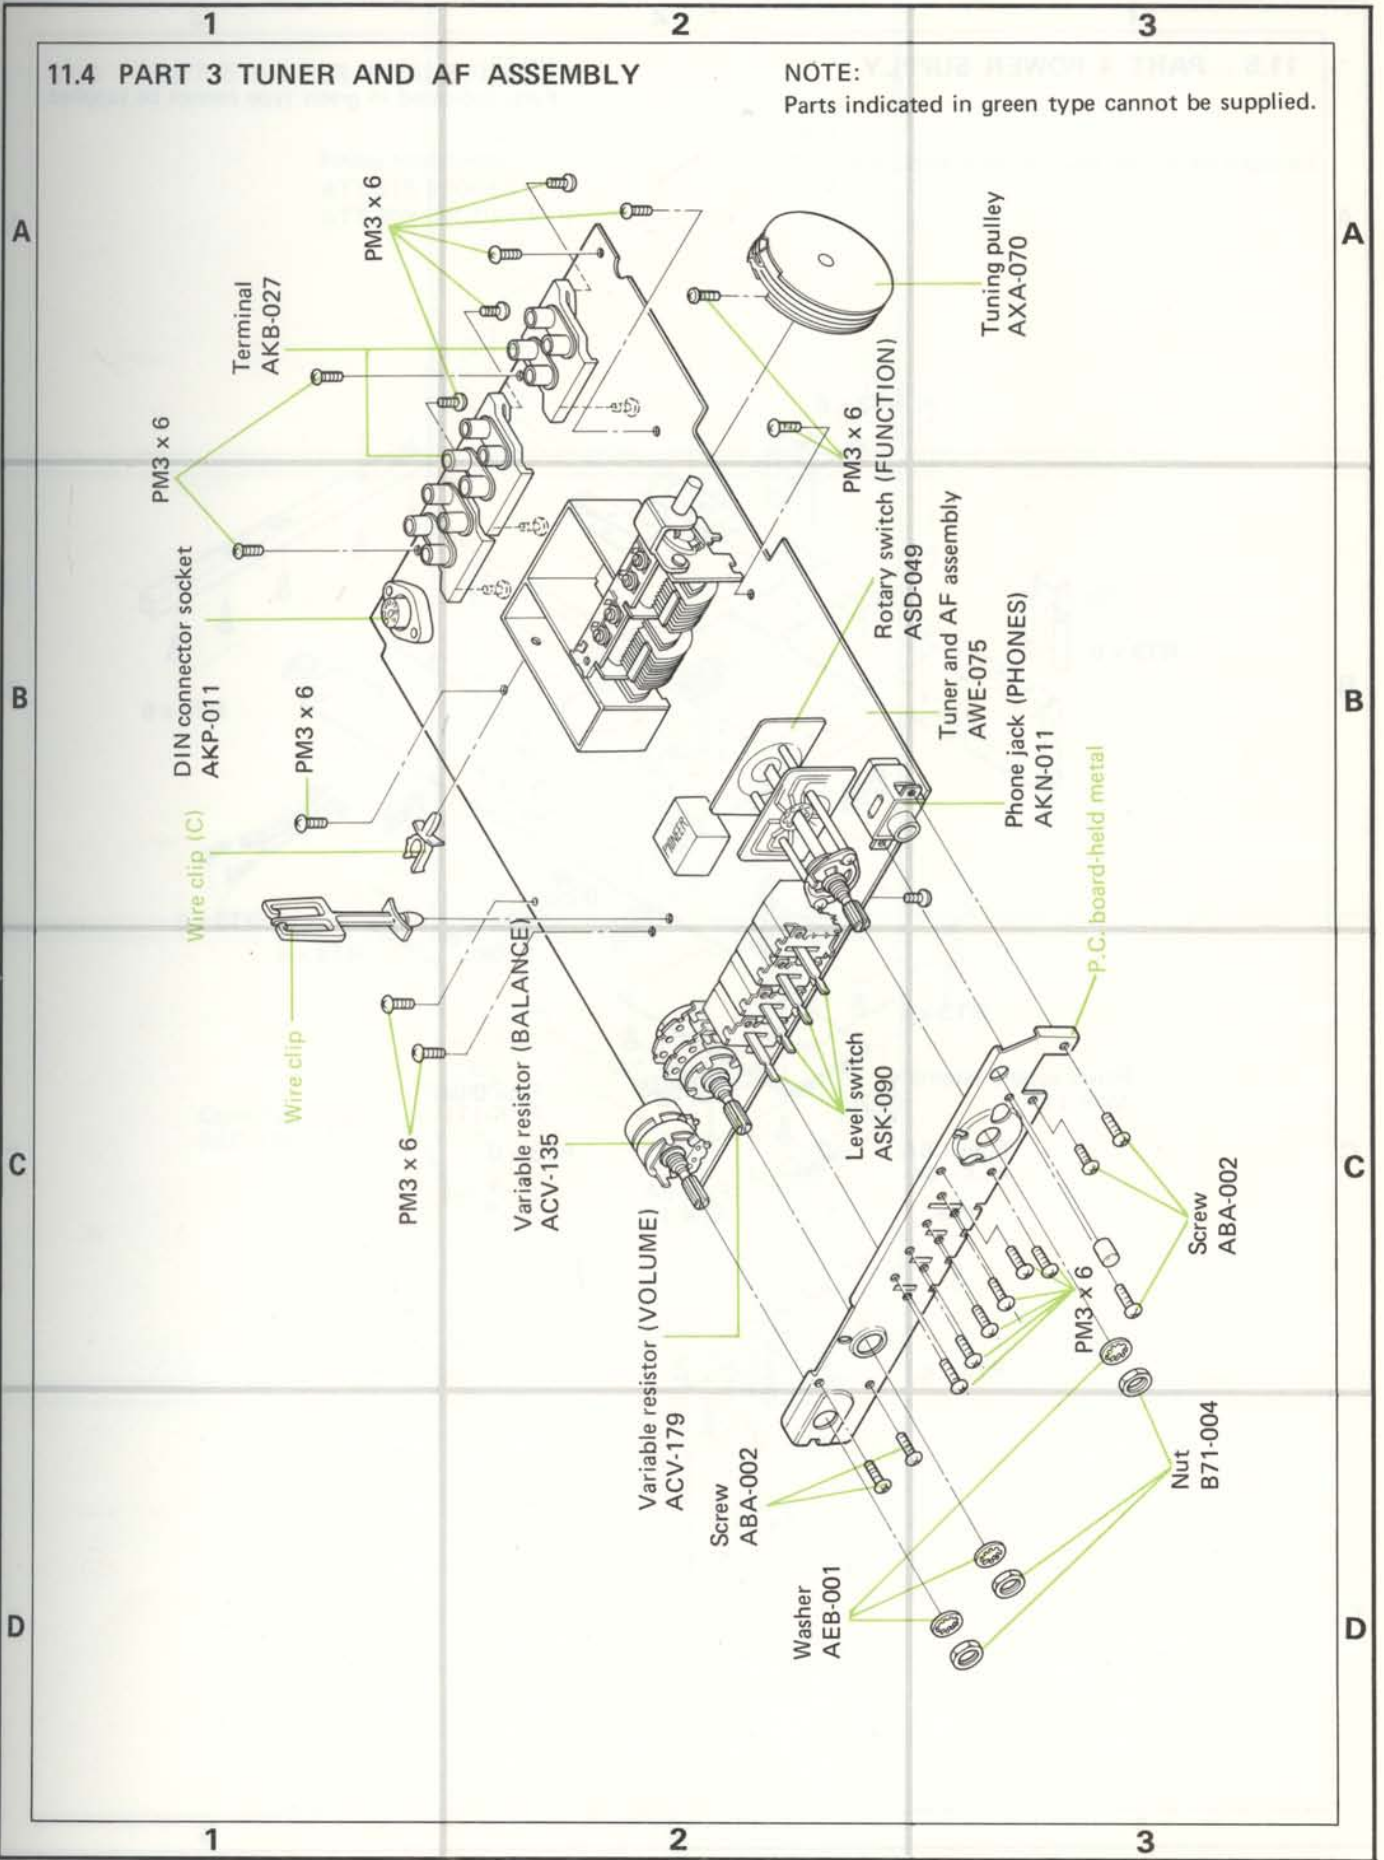 1 2 3
11.4 PART 3 TUNER AND AF ASSEMBLY
NOTE:
Parts indicated in green type cannot be supplied.
A
A
PM3 x 6
Terminal
AKB-027
Tuning pulley
AXA-070
PM3 x 6
PM3 x 6
Rotary switch (FUNCTION)
ASD-049
DIN connector socket
AKP-011
Tuner and AF assembly
AWE-075
B
B
PM3 x 6
Phone jack (PHONES)
AKN-011
Wire clip (C)
PIONEER
P.C. board-held metal
Wire clip
Variable resistor (BALANCE)
ACV-135
Level switch
ASK-090
C
C
PM3 x 6
Screw
ABA-002
Variable resistor (VOLUME)
ACV-179
PM3 x 6
Screw
ABA-002
Nut
B71-004
Washer
AEB-001
D
D
1 2 3